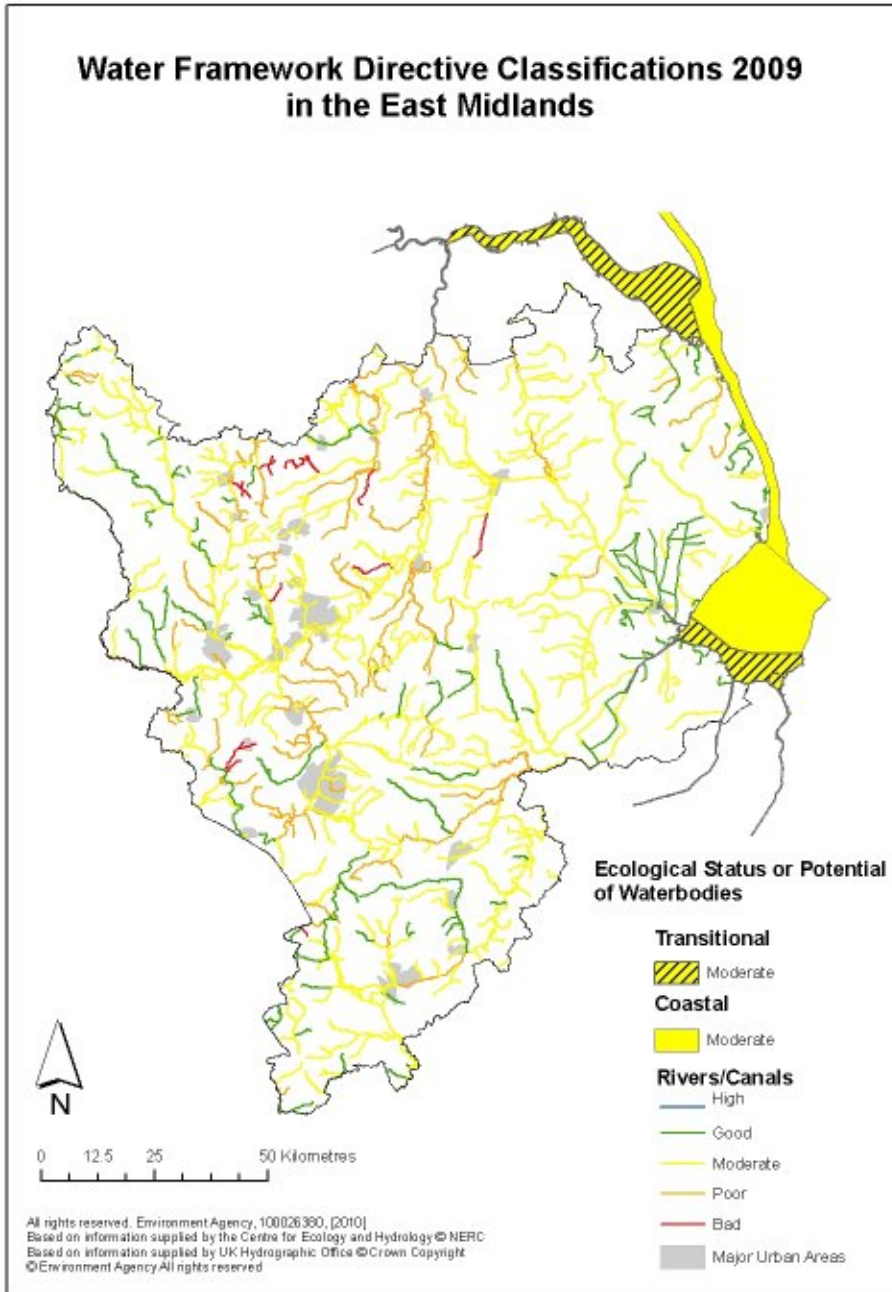 Water Framework Directive Classifications 2009
in the East Midlands
Ecological Status or Potential
of Waterbodies
Transitional
Moderate
Coastal
Moderate
Rivers/Canals
High
Good
Moderate
Poor
Bad
Major Urban Areas
N
0 12.5 25 50 Kilometres
All rights reserved. Environment Agency, 100026380, [2010]
Based on information supplied by the Centre for Ecology and Hydrology © NERC
Based on information supplied by UK Hydrographic Office © Crown Copyright
© Environment Agency All rights reserved